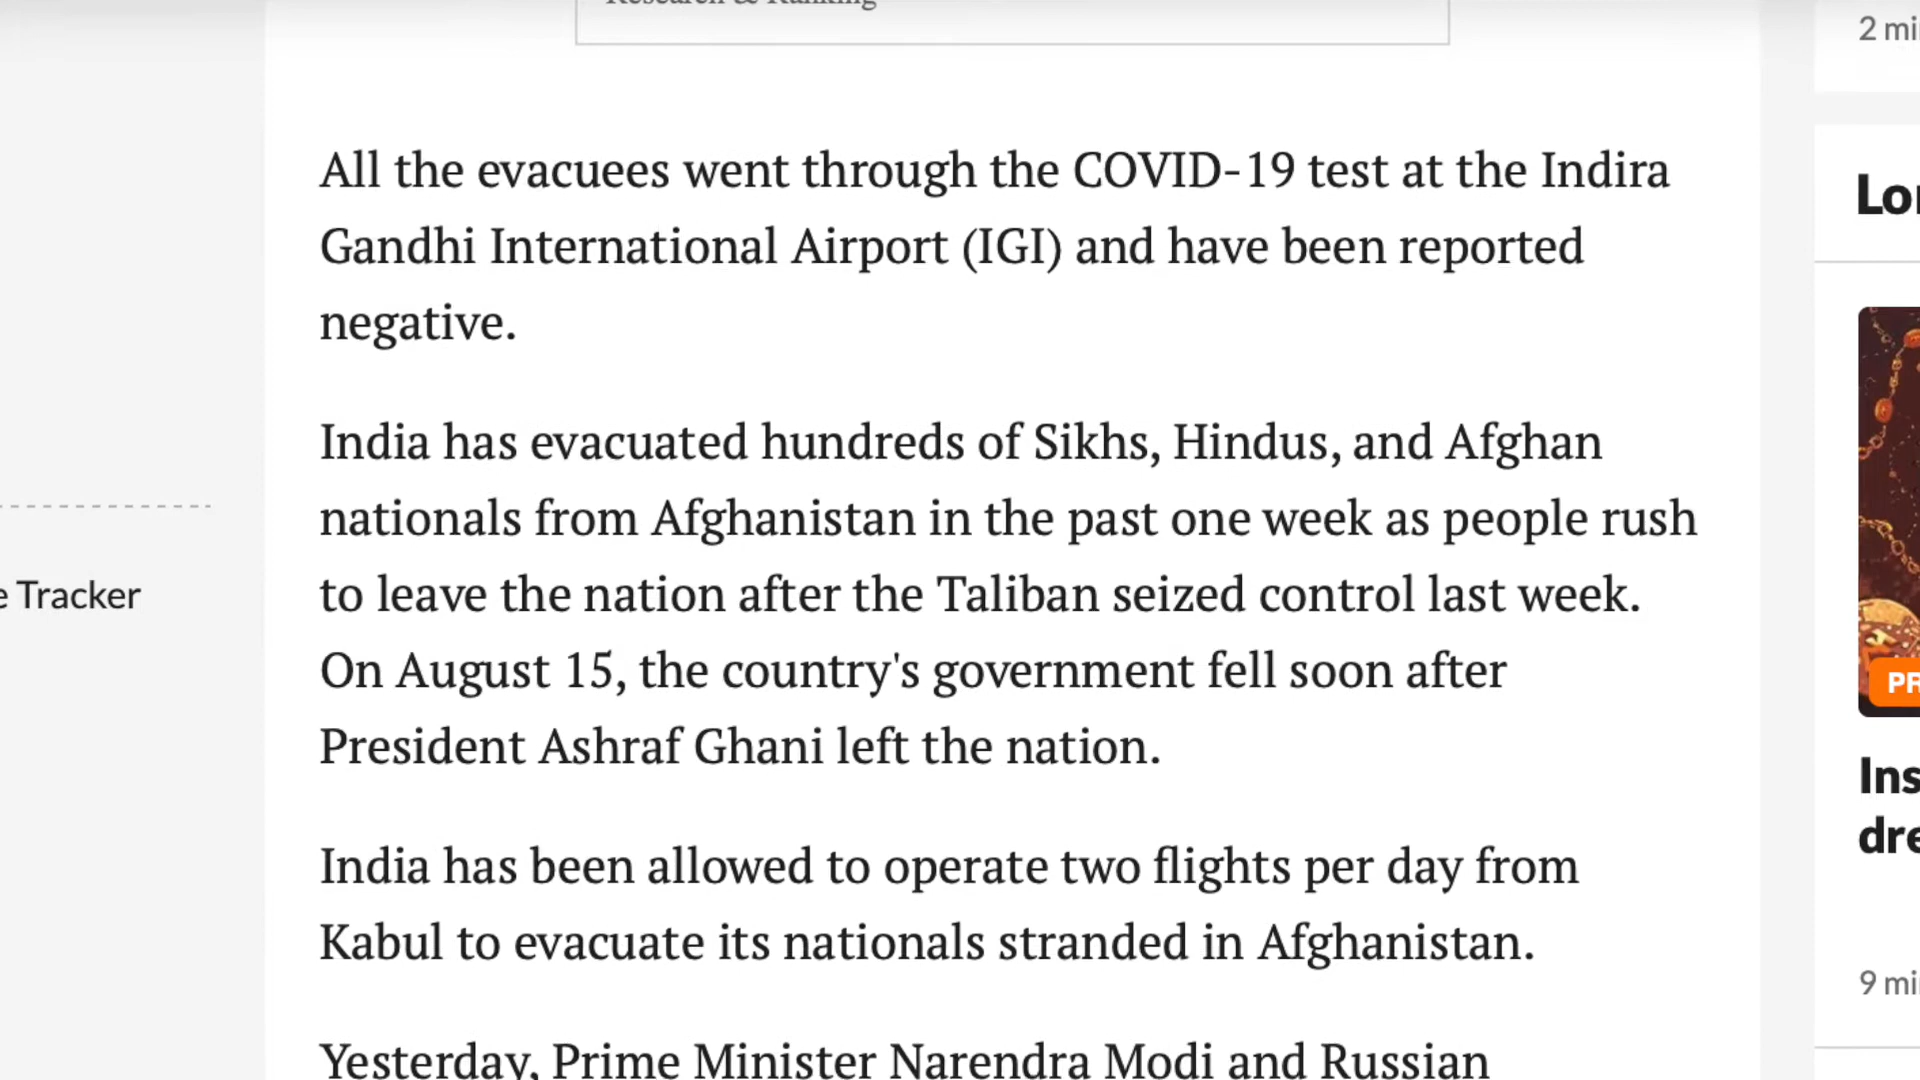 Research & Ranking
2
All the evacuees went through the COVID-19 test at the Indira
Gandhi International Airport (IGI) and have been reported
negative.
India has evacuated hundreds of Sikhs, Hindus, and Afghan
nationals from Afghanistan in the past one week as people rush
to leave the nation after the Taliban seized control last week.
On August 15, the country's government fell soon after
President Ashraf Ghani left the nation.
India has been allowed to operate two flights per day from
Kabul to evacuate its nationals stranded in Afghanistan.
Yesterday, Prime Minister Narendra Modi and Russian
Tracker
9